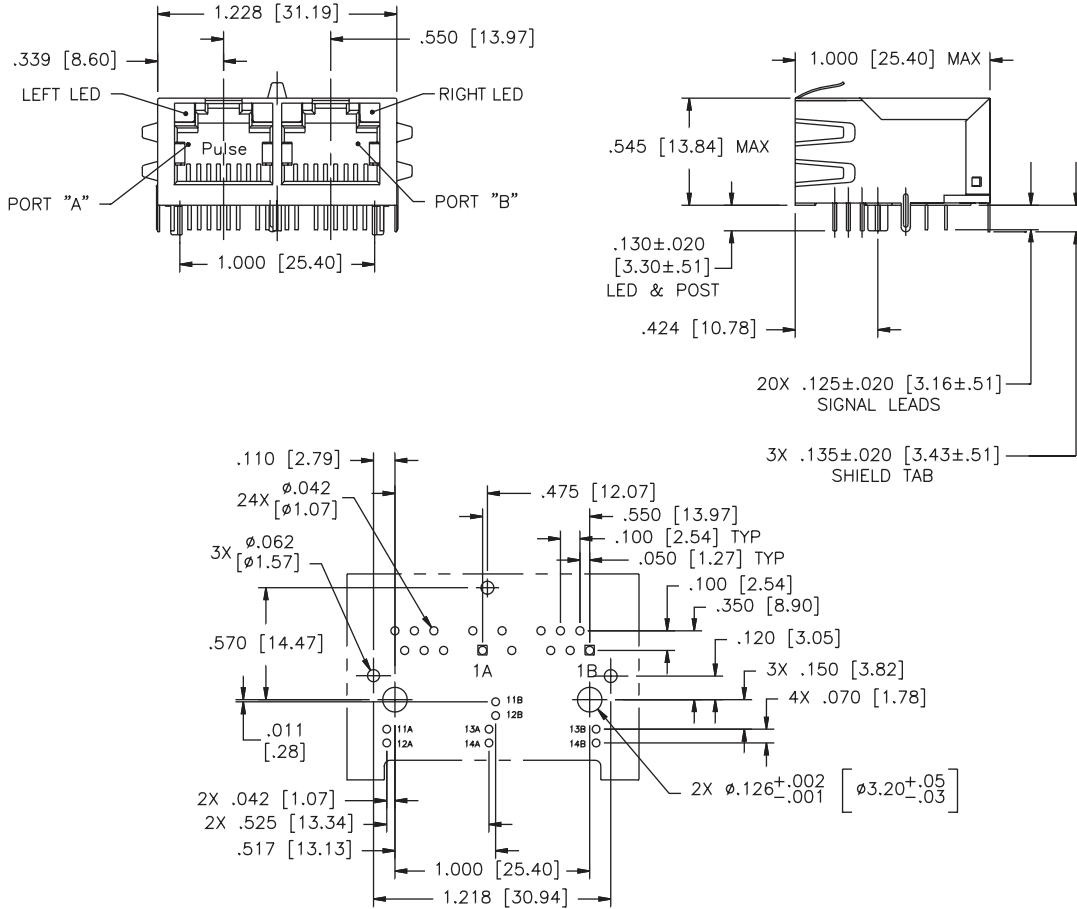 1.228 [31.19]
.550 [13.97]
.339 [8.60]
LEFT LED
RIGHT LED
Pulse
PORT "A"
PORT "B"
1.000 [25.40]
1.000 [25.40] MAX
.545 [13.84] MAX
.130±.020
[3.30±.51]
LED & POST
.424 [10.78]
20X .125±.020 [3.16±.51]
SIGNAL LEADS
3X .135±.020 [3.43±.51]
SHIELD TAB
.110 [2.79]
24X ø.042
[ø1.07]
3X ø.062
[ø1.57]
.475 [12.07]
.550 [13.97]
.100 [2.54] TYP
.050 [1.27] TYP
.100 [2.54]
.350 [8.90]
.120 [3.05]
3X .150 [3.82]
4X .070 [1.78]
.570 [14.47]
1A
1B
11B
12B
11A
13A
13B
12A
14A
14B
.011
[.28]
2X ø.126+.002 -.001 [ø3.20+.05 -.03]
2X .042 [1.07]
2X .525 [13.34]
.517 [13.13]
1.000 [25.40]
1.218 [30.94]